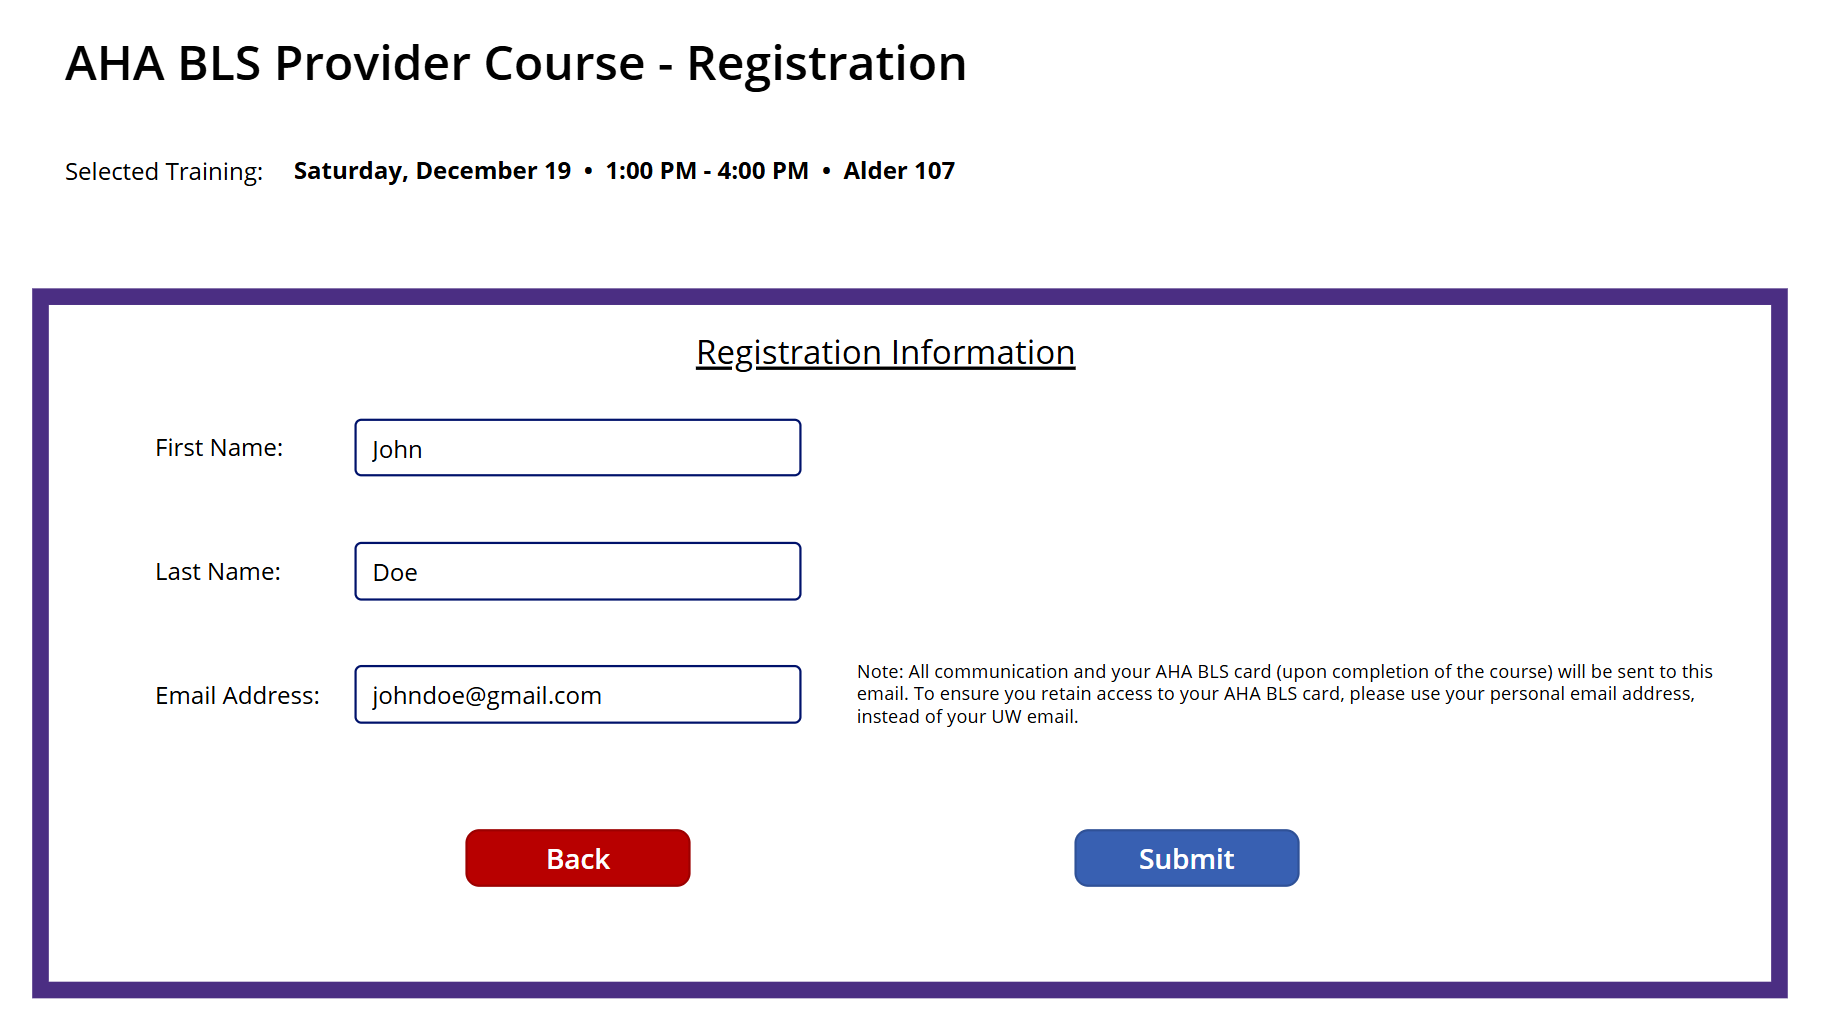 AHA BLS Provider Course - Registration
Selected Training: Saturday, December 19 • 1:00 PM - 4:00 PM • Alder 107
Registration Information
First Name: John
Last Name: Doe
Email Address: johndoe@gmail.com
Note: All communication and your AHA BLS card (upon completion of the course) will be sent to this
email. To ensure you retain access to your AHA BLS card, please use your personal email address,
instead of your UW email.
Back Submit